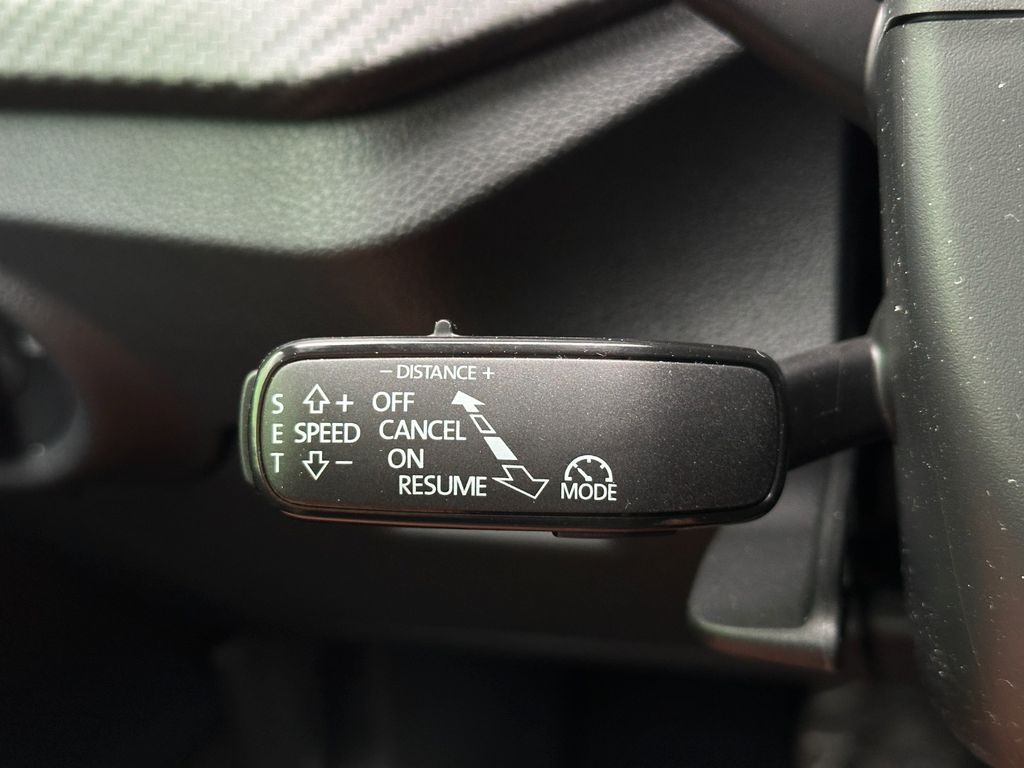 − DISTANCE +
S + OFF
E SPEED CANCEL
T − ON
RESUME
MODE